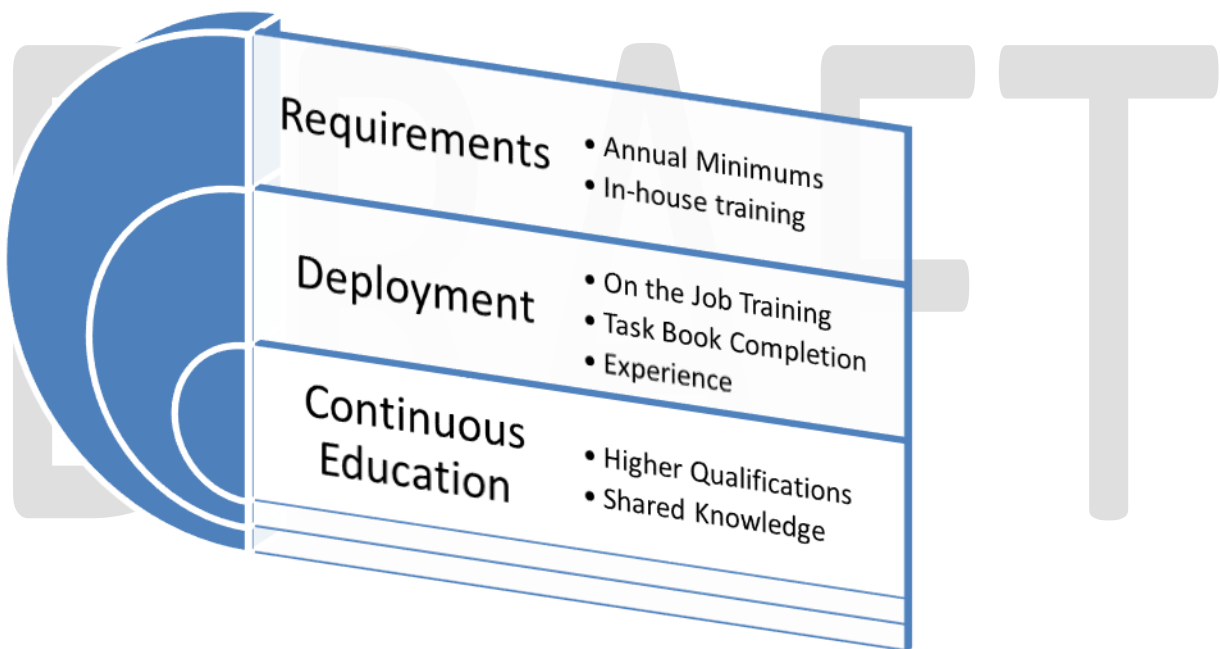 DRAFT
Requirements
• Annual Minimums
• In-house training
Deployment
• On the Job Training
• Task Book Completion
• Experience
Continuous
Education
• Higher Qualifications
• Shared Knowledge